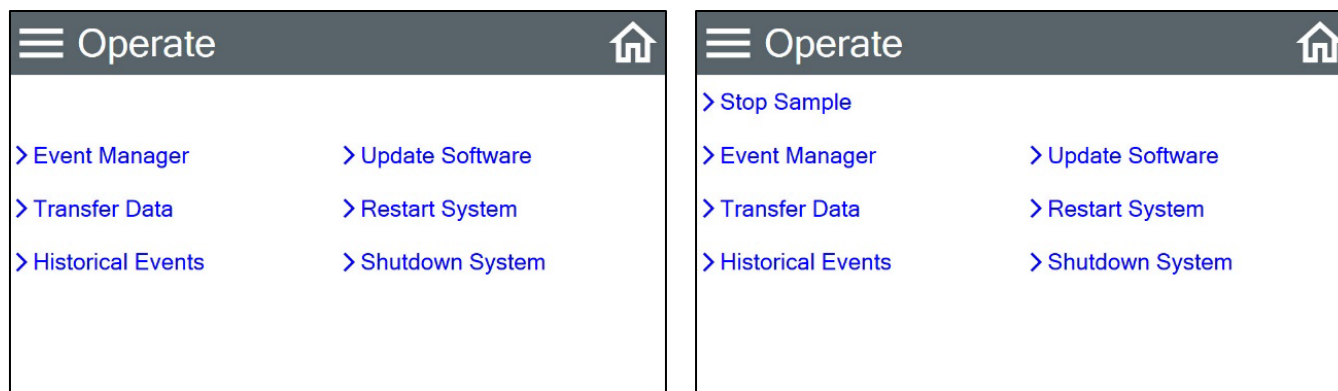 Operate
> Event Manager
> Update Software
> Transfer Data
> Restart System
> Historical Events
> Shutdown System
Operate
> Stop Sample
> Event Manager
> Update Software
> Transfer Data
> Restart System
> Historical Events
> Shutdown System